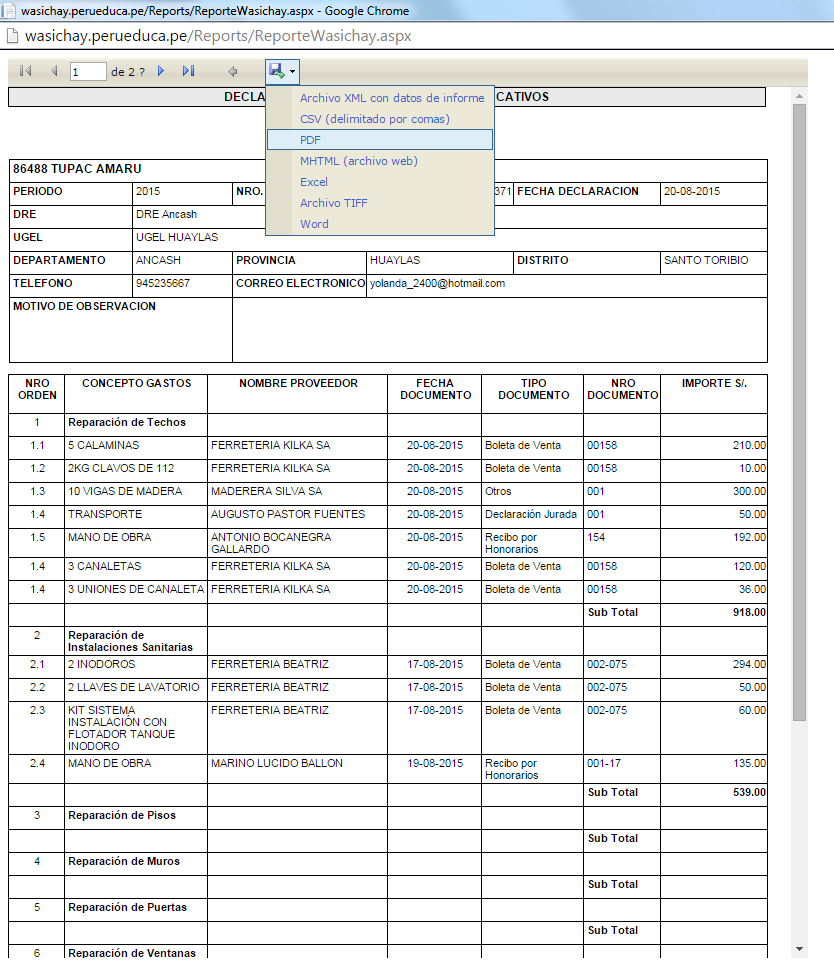 wasichay.perueduca.pe/Reports/ReporteWasichay.aspx - Google Chrome
wasichay.perueduca.pe/Reports/ReporteWasichay.aspx
1 de 2 ?
DECLA CATIVOS
Archivo XML con datos de informe
CSV (delimitado por comas)
PDF
MHTML (archivo web)
Excel
Archivo TIFF
Word
86488 TUPAC AMARU
PERIODO 2015 NRO. 371 FECHA DECLARACION 20-08-2015
DRE DRE Ancash
UGEL UGEL HUAYLAS
DEPARTAMENTO ANCASH PROVINCIA HUAYLAS DISTRITO SANTO TORIBIO
TELEFONO 945235667 CORREO ELECTRONICO yolanda_2400@hotmail.com
MOTIVO DE OBSERVACION
NRO ORDEN CONCEPTO GASTOS NOMBRE PROVEEDOR FECHA DOCUMENTO TIPO DOCUMENTO NRO DOCUMENTO IMPORTE S/.
1 Reparación de Techos
1.1 5 CALAMINAS FERRETERIA KILKA SA 20-08-2015 Boleta de Venta 00158 210.00
1.2 2KG CLAVOS DE 112 FERRETERIA KILKA SA 20-08-2015 Boleta de Venta 00158 10.00
1.3 10 VIGAS DE MADERA MADERERA SILVA SA 20-08-2015 Otros 001 300.00
1.4 TRANSPORTE AUGUSTO PASTOR FUENTES 20-08-2015 Declaración Jurada 001 50.00
1.5 MANO DE OBRA ANTONIO BOCANEGRA GALLARDO 20-08-2015 Recibo por Honorarios 154 192.00
1.4 3 CANALETAS FERRETERIA KILKA SA 20-08-2015 Boleta de Venta 00158 120.00
1.4 3 UNIONES DE CANALETA FERRETERIA KILKA SA 20-08-2015 Boleta de Venta 00158 36.00
Sub Total 918.00
2 Reparación de Instalaciones Sanitarias
2.1 2 INODOROS FERRETERIA BEATRIZ 17-08-2015 Boleta de Venta 002-075 294.00
2.2 2 LLAVES DE LAVATORIO FERRETERIA BEATRIZ 17-08-2015 Boleta de Venta 002-075 50.00
2.3 KIT SISTEMA INSTALACIÓN CON FLOTADOR TANQUE INODORO FERRETERIA BEATRIZ 17-08-2015 Boleta de Venta 002-075 60.00
2.4 MANO DE OBRA MARINO LUCIDO BALLON 19-08-2015 Recibo por Honorarios 001-17 135.00
Sub Total 539.00
3 Reparación de Pisos
Sub Total
4 Reparación de Muros
Sub Total
5 Reparación de Puertas
Sub Total
6 Reparación de Ventanas